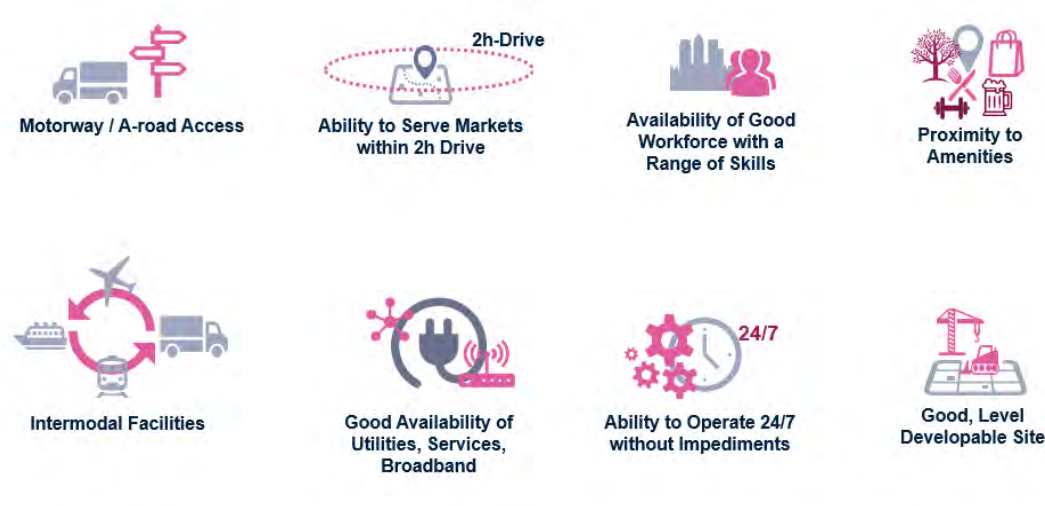 2h-Drive
Motorway / A-road Access
Ability to Serve Markets
within 2h Drive
Availability of Good
Workforce with a
Range of Skills
Proximity to
Amenities
Intermodal Facilities
Good Availability of
Utilities, Services,
Broadband
24/7
Ability to Operate 24/7
without Impediments
Good, Level
Developable Site